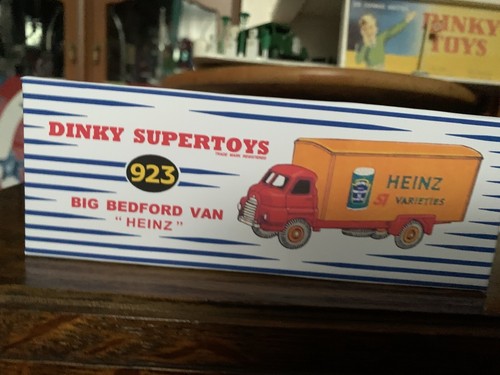 DINKY
TOYS
DINKY SUPERTOYS
923
BIG BEDFORD VAN
"HEINZ"
HEINZ
57 VARIETIES